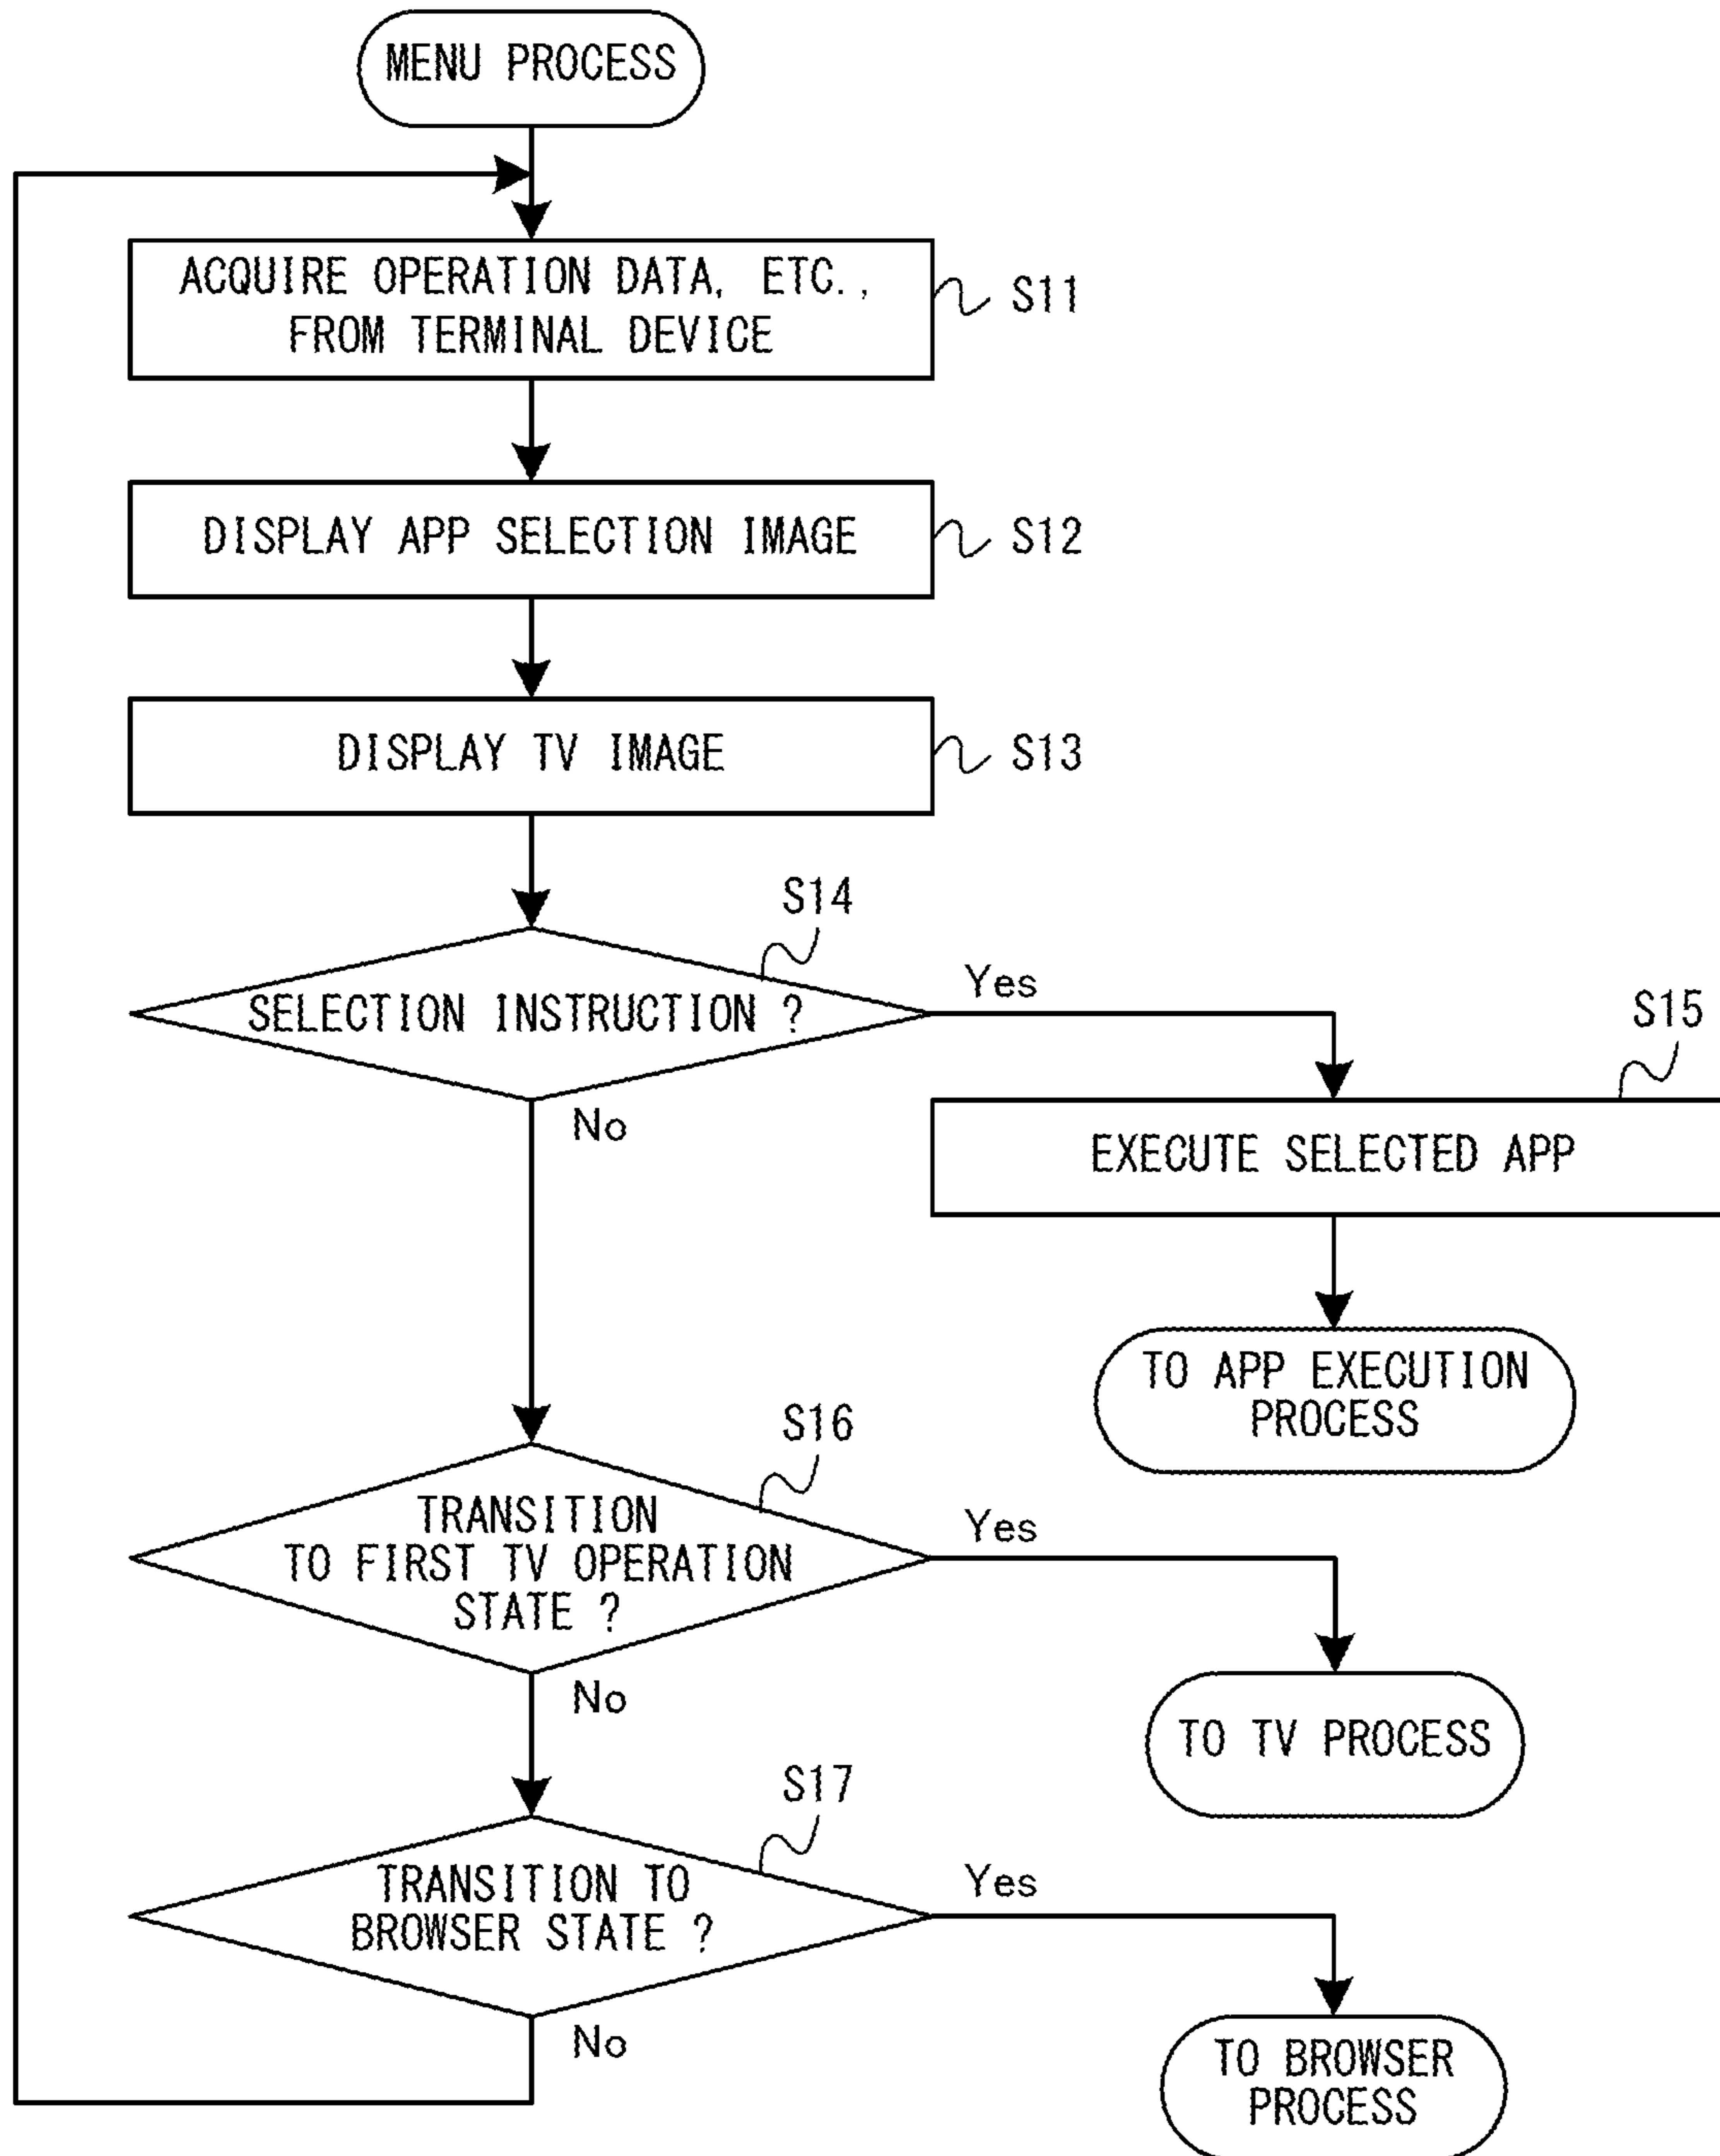 MENU PROCESS
ACQUIRE OPERATION DATA, ETC.,
FROM TERMINAL DEVICE
S11
DISPLAY APP SELECTION IMAGE
S12
DISPLAY TV IMAGE
S13
S14
SELECTION INSTRUCTION ?
Yes
No
S15
EXECUTE SELECTED APP
TO APP EXECUTION
PROCESS
S16
TRANSITION
TO FIRST TV OPERATION
STATE ?
Yes
No
TO TV PROCESS
S17
TRANSITION TO
BROWSER STATE ?
Yes
No
TO BROWSER
PROCESS